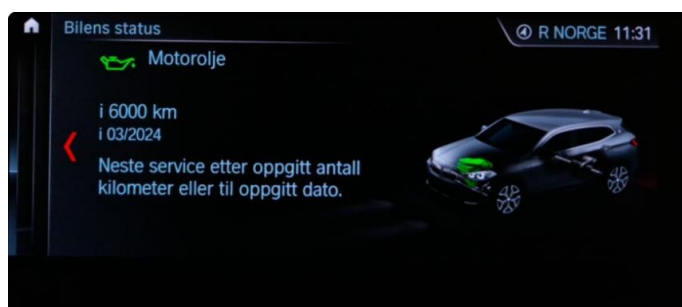 Bilens status
R NORGE 11:31
Motorolje
i 6000 km
i 03/2024
Neste service etter oppgitt antall
kilometer eller til oppgitt dato.